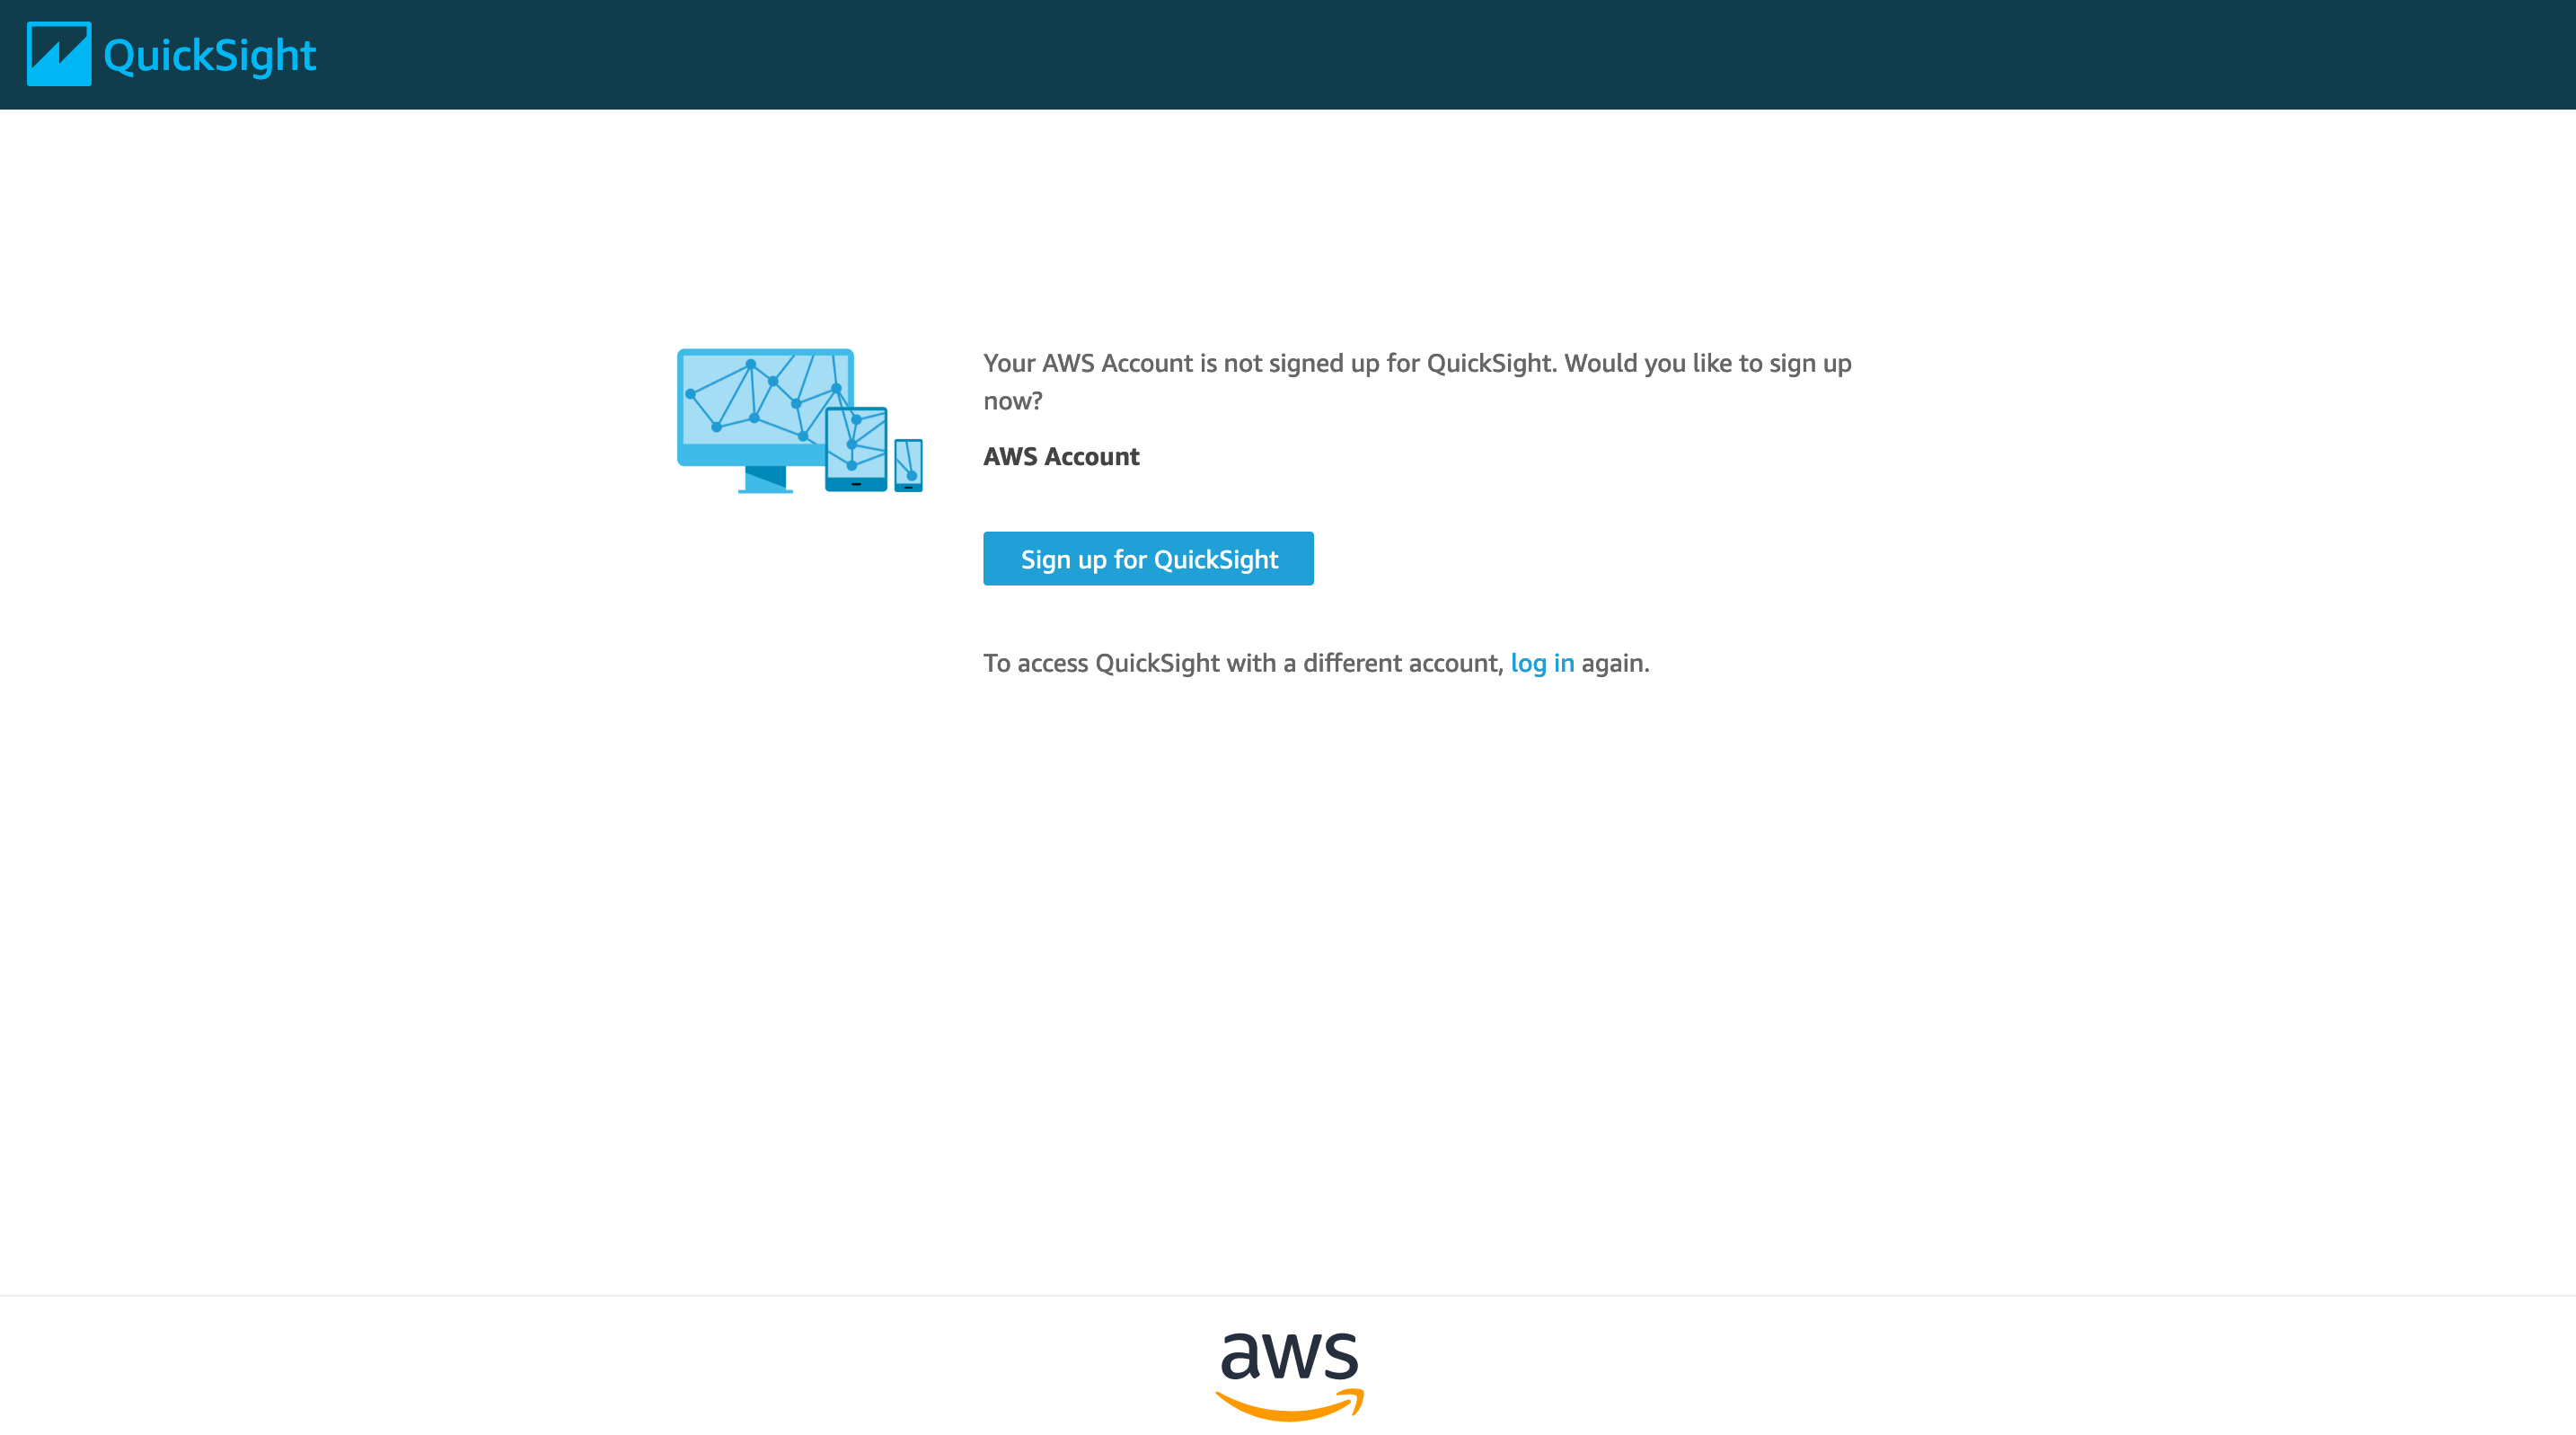 QuickSight
Your AWS Account is not signed up for QuickSight. Would you like to sign up
now?
AWS Account
Sign up for QuickSight
To access QuickSight with a different account, log in again.
aws